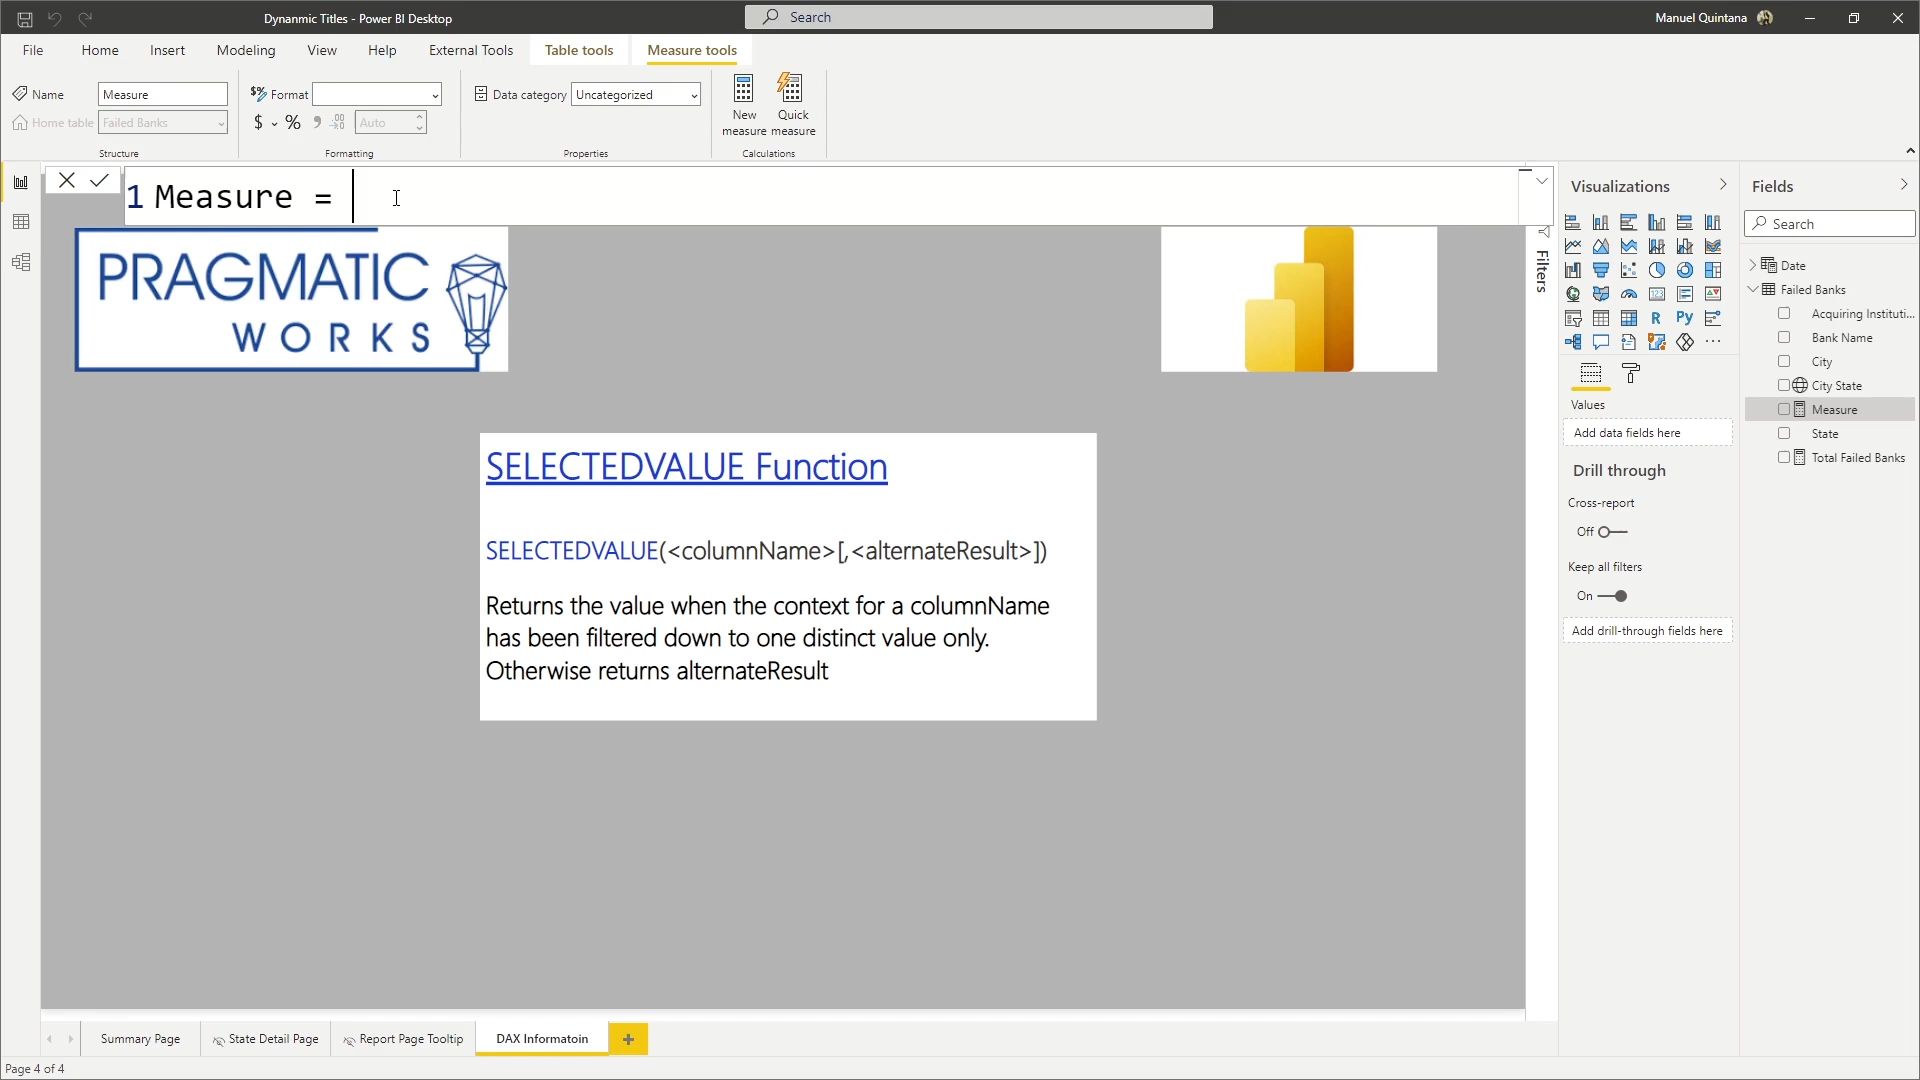 Dynanmic Titles - Power BI Desktop
Search
Manuel Quintana
File Home Insert Modeling View Help External Tools Table tools Measure tools
Name Measure
Home table Failed Banks
Structure
$% Format
$ % Auto
Formatting
Data category Uncategorized
Properties
New measure
Quick measure
Calculations
1 Measure =
PRAGMATIC
WORKS
SELECTEDVALUE Function
SELECTEDVALUE(<columnName>[,<alternateResult>])
Returns the value when the context for a columnName
has been filtered down to one distinct value only.
Otherwise returns alternateResult
Filters
Visualizations
123
R
Py
Values
Add data fields here
Drill through
Cross-report
Off
Keep all filters
On
Add drill-through fields here
Fields
Search
Date
Failed Banks
Acquiring Instituti...
Bank Name
City
City State
Measure
State
Total Failed Banks
Summary Page State Detail Page Report Page Tooltip DAX Informatoin +
Page 4 of 4